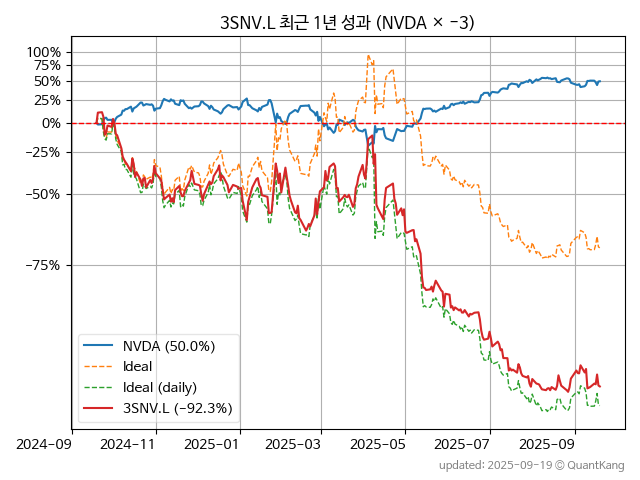 3SNV.L 최근 1년 성과 (NVDA × −3)
100%
75%
50%
25%
0%
−25%
−50%
−75%
NVDA (50.0%)
Ideal
Ideal (daily)
3SNV.L (−92.3%)
2024-09 2024-11 2025-01 2025-03 2025-05 2025-07 2025-09
updated: 2025-09-19 © QuantKang